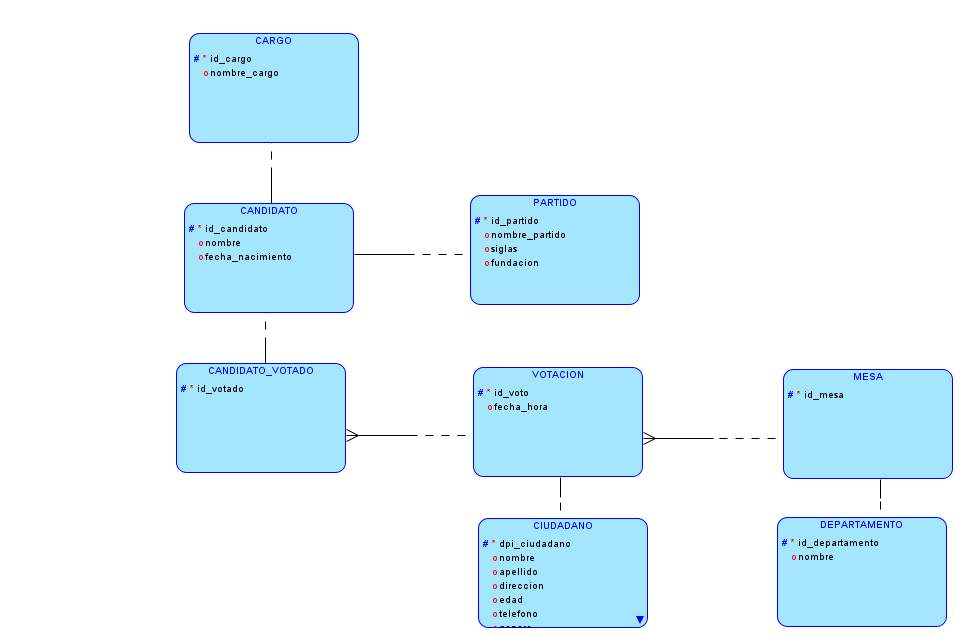 CARGO
# * id_cargo
o nombre_cargo
CANDIDATO
# * id_candidato
o nombre
o fecha_nacimiento
PARTIDO
# * id_partido
o nombre_partido
o siglas
o fundacion
CANDIDATO_VOTADO
# * id_votado
VOTACION
# * id_voto
o fecha_hora
MESA
# * id_mesa
CIUDADANO
# * dpi_ciudadano
o nombre
o apellido
o direccion
o edad
o telefono
DEPARTAMENTO
# * id_departamento
o nombre